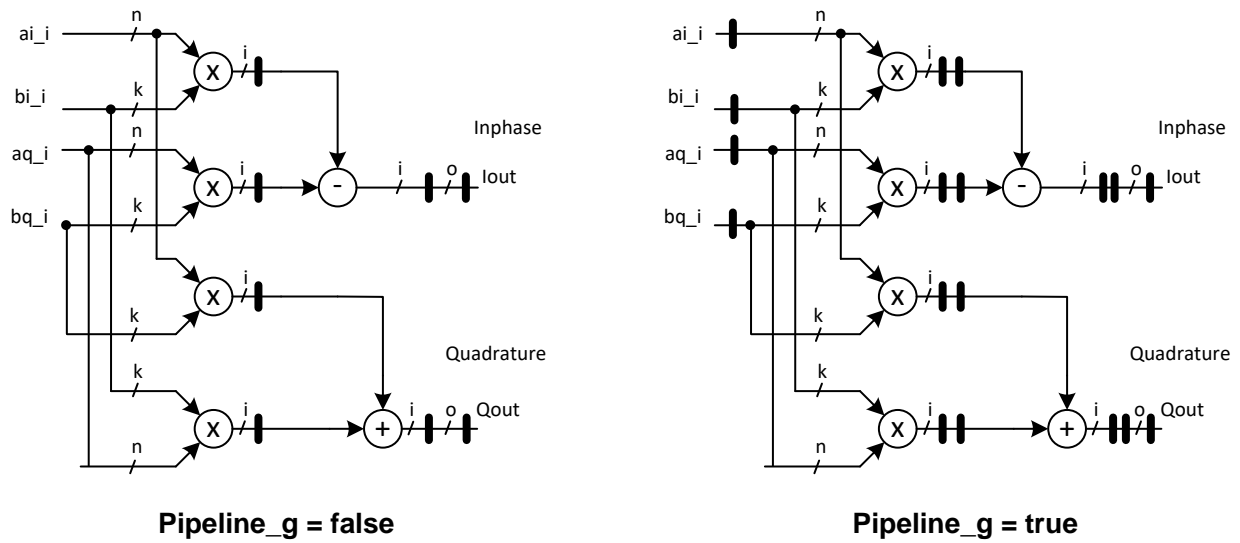 n
ai_i
X
i
k
bi_i
n
Inphase
aq_i
X
i
-
i
o
Iout
k
bq_i
X
i
k
Quadrature
k
X
i
+
i
o
Qout
n
Pipeline_g = false
n
ai_i
X
i
k
bi_i
n
Inphase
aq_i
X
i
-
i
o
Iout
k
bq_i
X
i
k
Quadrature
k
X
i
+
i
o
Qout
n
Pipeline_g = true